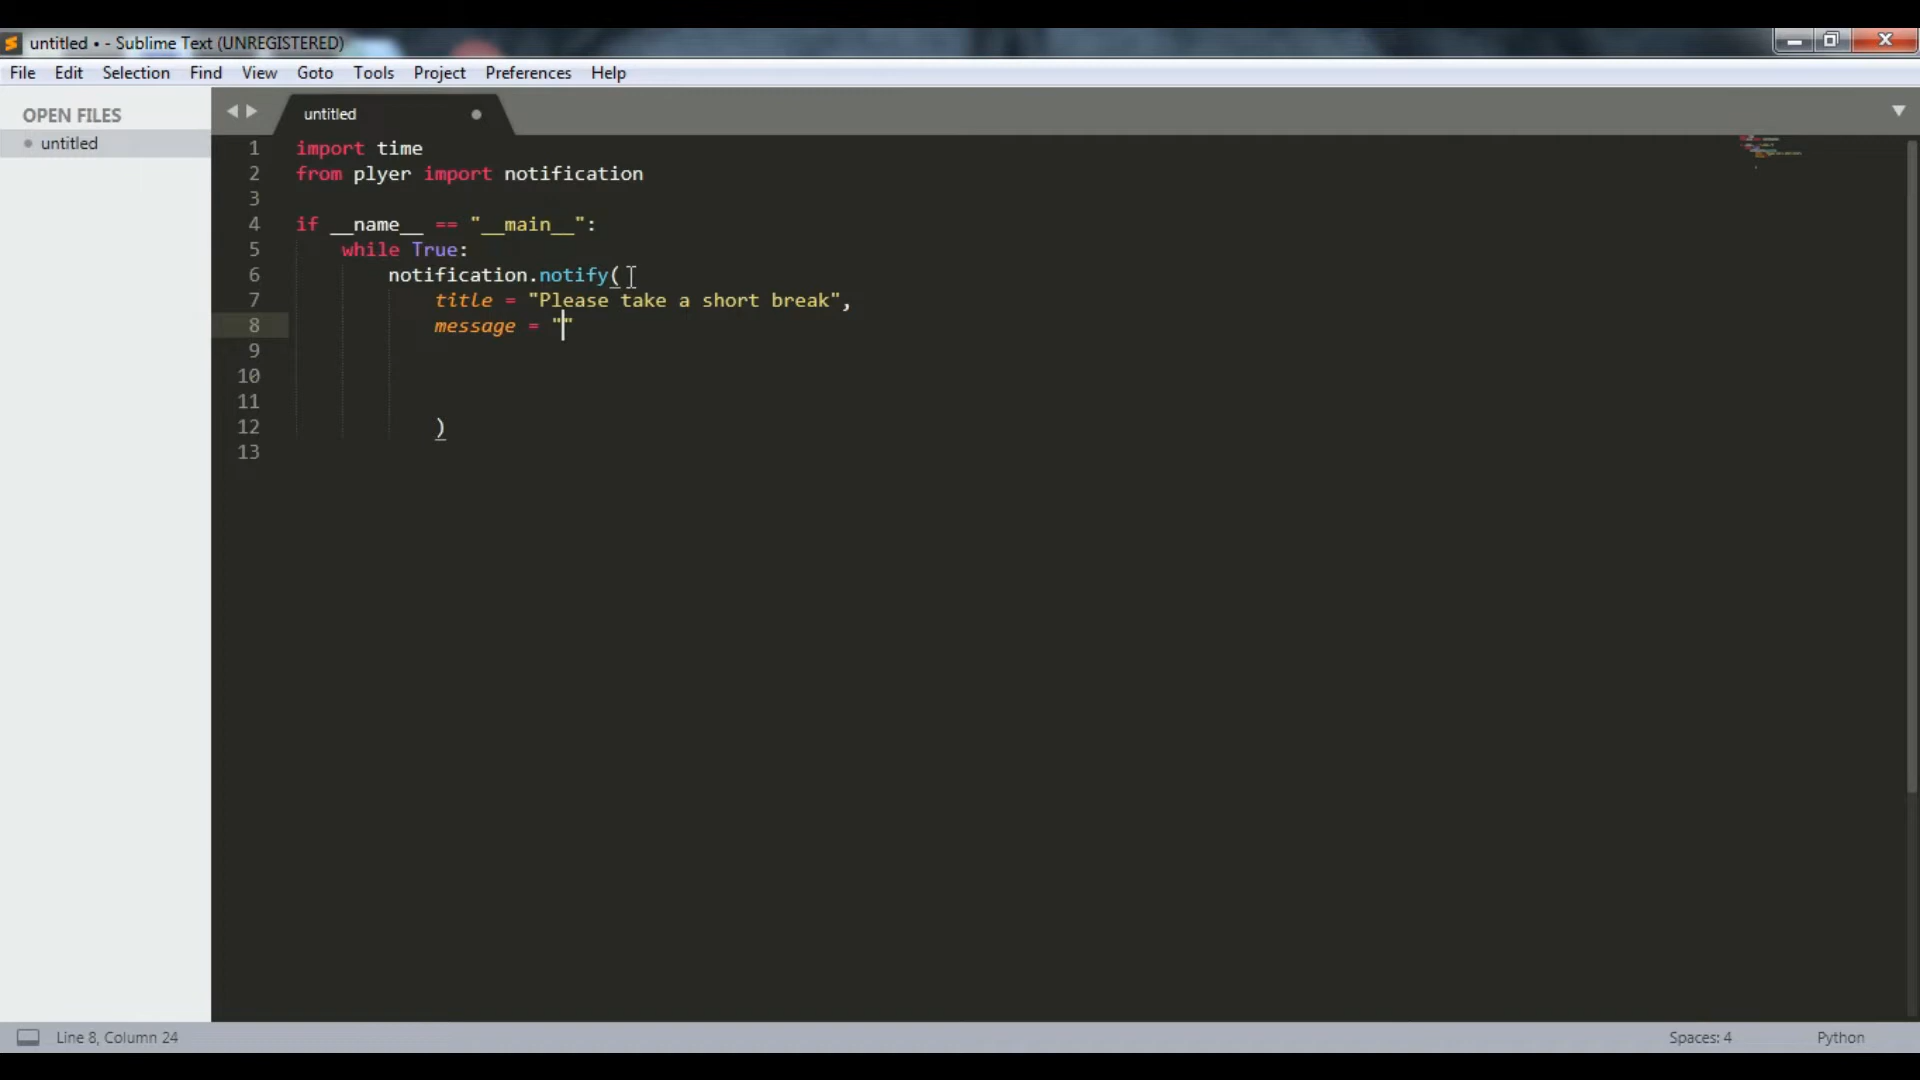 untitled • - Sublime Text (UNREGISTERED)
File Edit Selection Find View Goto Tools Project Preferences Help
OPEN FILES
untitled
untitled
1 import time
2 from plyer import notification
3
4 if __name__ == "__main__":
5     while True:
6         notification.notify(
7             title = "Please take a short break",
8             message = ""
9
10
11
12             )
13
Line 8, Column 24
Spaces: 4
Python